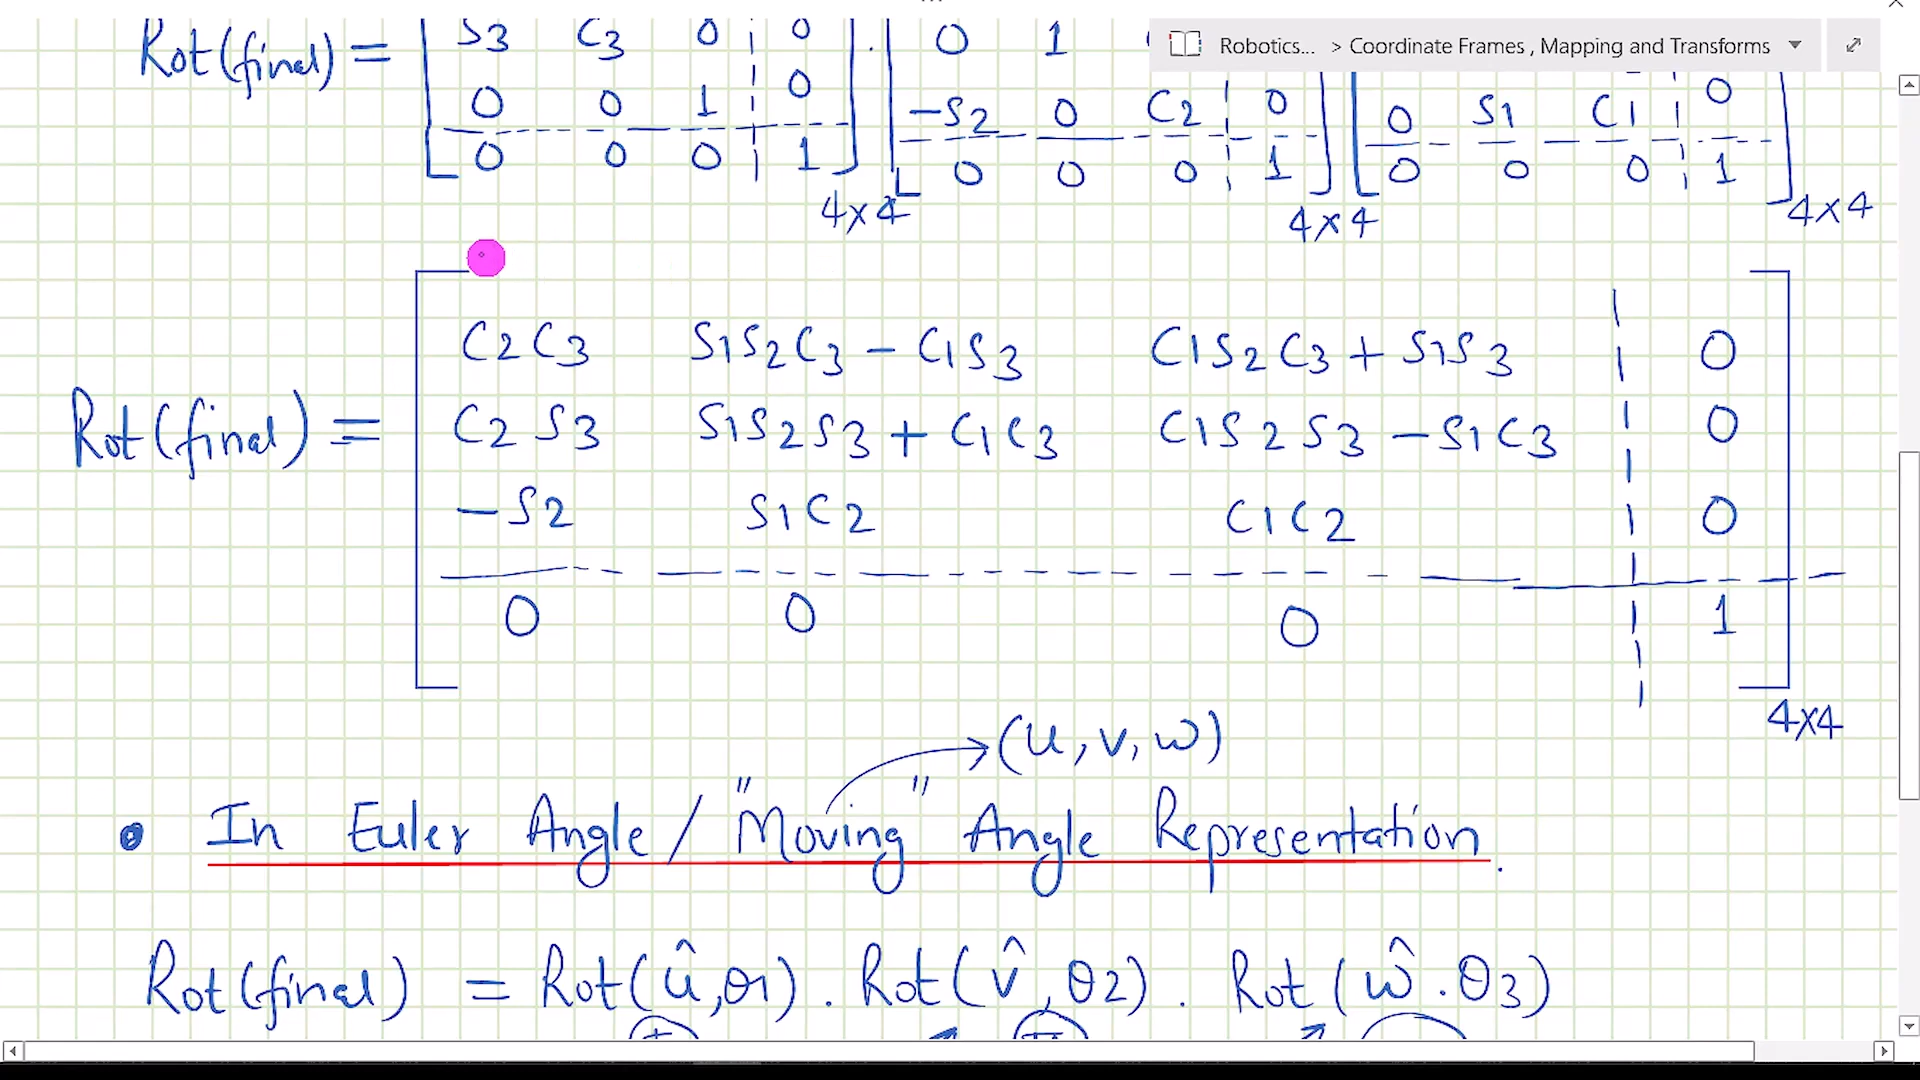 Robotics... > Coordinate Frames , Mapping and Transforms
S3 C3 0 0 0 1
Rot(final) =
0 0 1 0 -S2 0 C2 0 0 S1 C1 0
0 0 0 1 0 0 0 1 0 0 0 1
4x4 4x4 4x4
C2C3 S1S2C3 - C1S3 C1S2C3 + S1S3 0
Rot(final) = C2S3 S1S2S3 + C1C3 C1S2S3 - S1C3 0
-S2 S1C2 C1C2 0
0 0 0 1
4x4
(u, v, w)
• In Euler Angle/ "Moving" Angle Representation.
Rot(final) = Rot(û,θ1) . Rot(v̂,θ2) . Rot(ŵ.θ3)